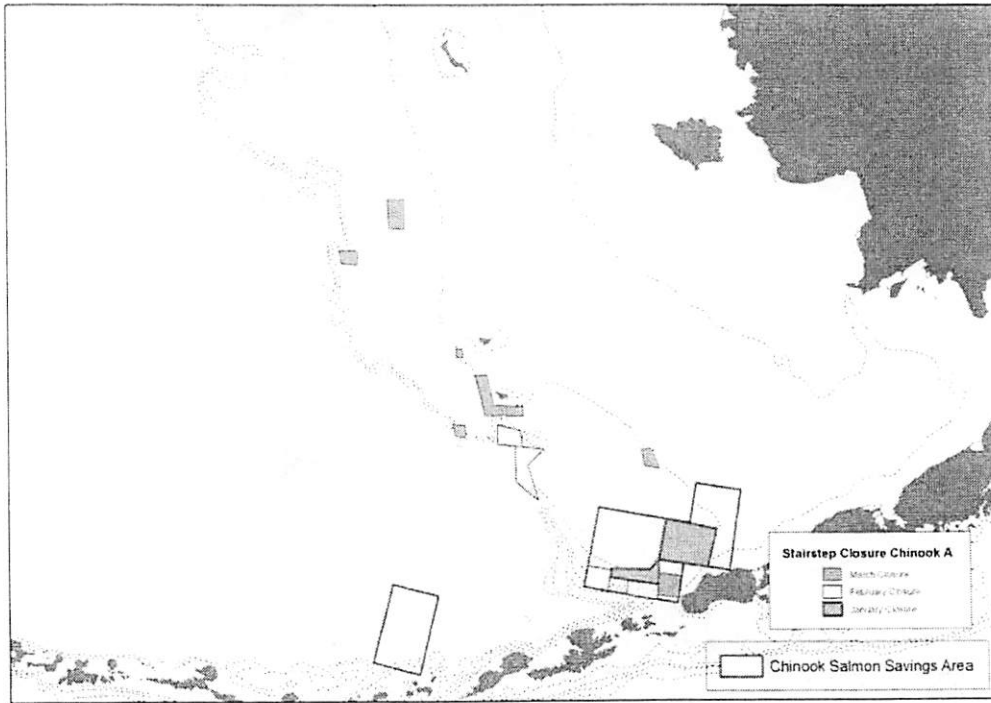 Stairstep Closure Chinook A
March Closure
February Closure
January Closure
Chinook Salmon Savings Area